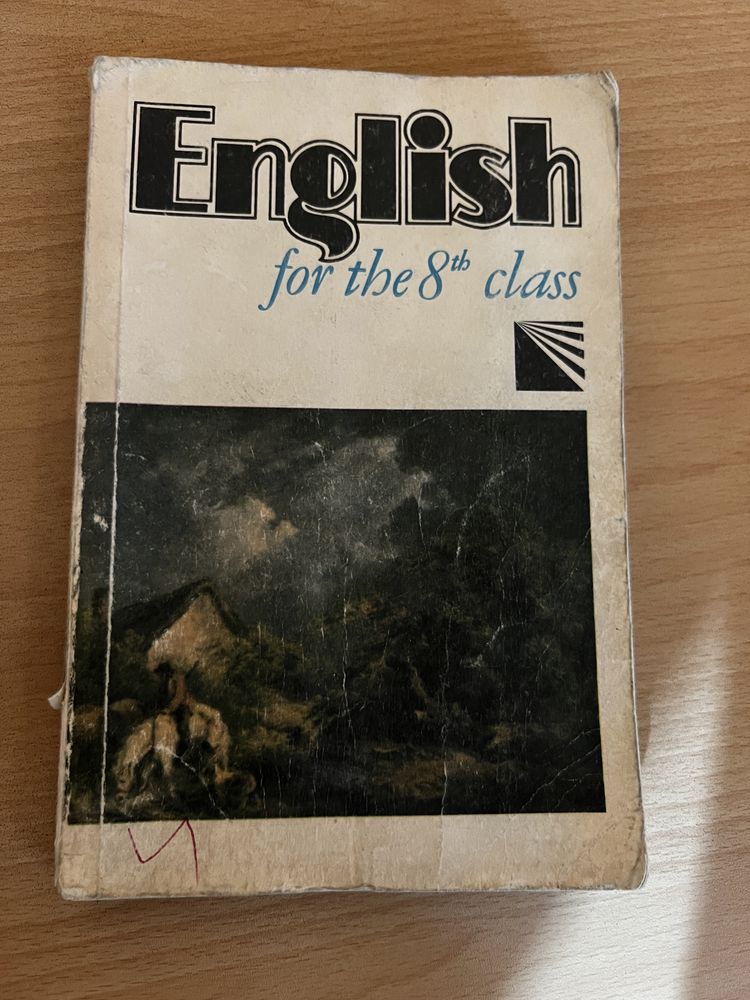 English
for the 8th class